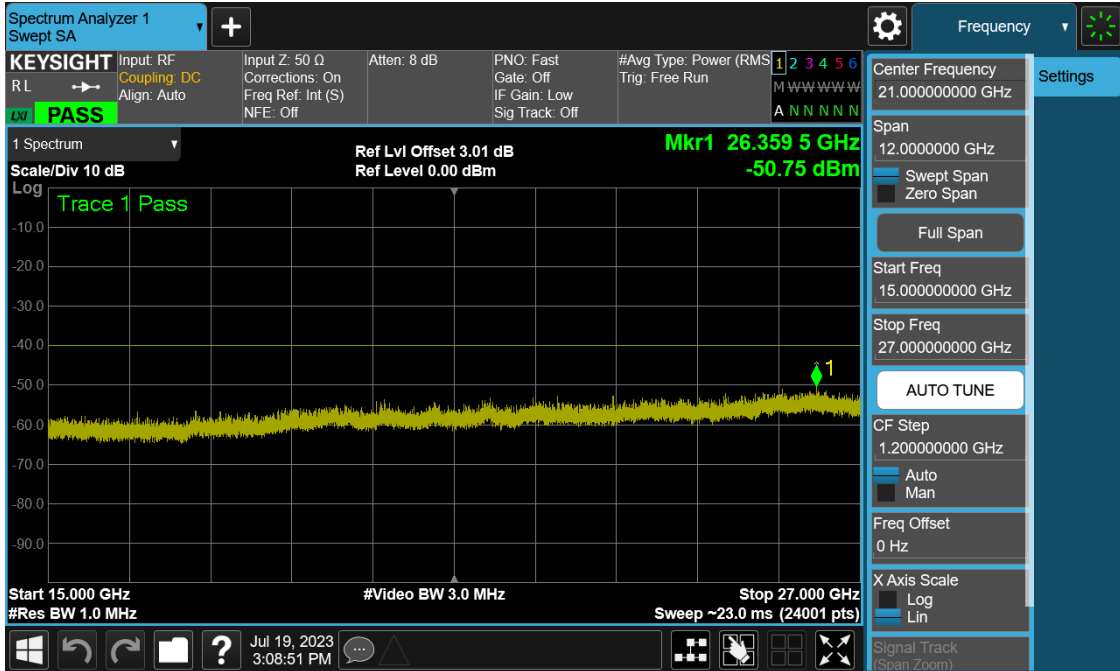 Spectrum Analyzer 1
Swept SA
+
Frequency
KEYSIGHT
R L
LXI PASS
Input: RF
Coupling: DC
Align: Auto
Input Z: 50 Ω
Corrections: On
Freq Ref: Int (S)
NFE: Off
Atten: 8 dB
PNO: Fast
Gate: Off
IF Gain: Low
Sig Track: Off
#Avg Type: Power (RMS
Trig: Free Run
1 2 3 4 5 6
M W W W W W
A N N N N N
1 Spectrum
Scale/Div 10 dB
Ref Lvl Offset 3.01 dB
Ref Level 0.00 dBm
Mkr1 26.359 5 GHz
-50.75 dBm
Log
Trace 1 Pass
-10.0
-20.0
-30.0
-40.0
-50.0
-60.0
-70.0
-80.0
-90.0
1
Start 15.000 GHz
#Res BW 1.0 MHz
#Video BW 3.0 MHz
Stop 27.000 GHz
Sweep ~23.0 ms (24001 pts)
?
Jul 19, 2023
3:08:51 PM
Center Frequency
21.000000000 GHz
Settings
Span
12.0000000 GHz
Swept Span
Zero Span
Full Span
Start Freq
15.000000000 GHz
Stop Freq
27.000000000 GHz
AUTO TUNE
CF Step
1.200000000 GHz
Auto
Man
Freq Offset
0 Hz
X Axis Scale
Log
Lin
Signal Track
(Span Zoom)